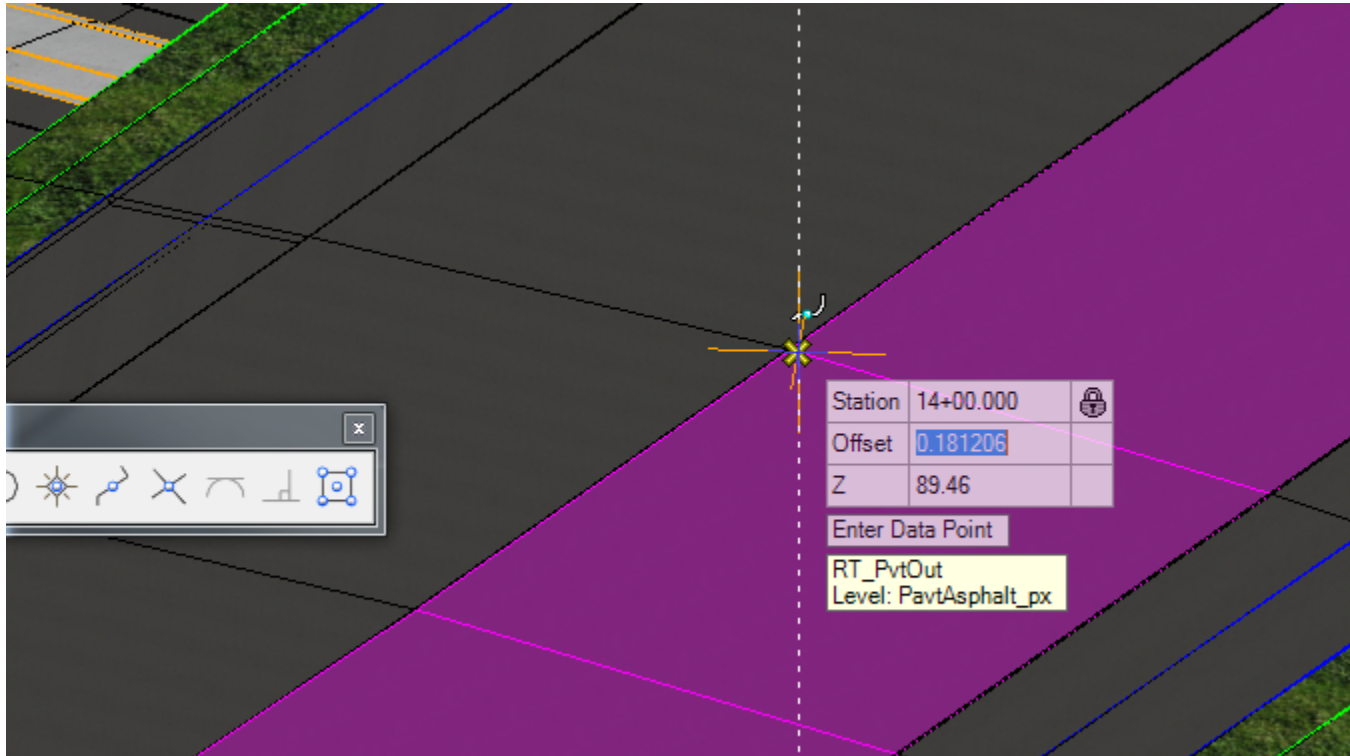 Station 14+00.000
Offset 0.181206
Z 89.46
Enter Data Point
RT_PvtOut
Level: PavtAsphalt_px